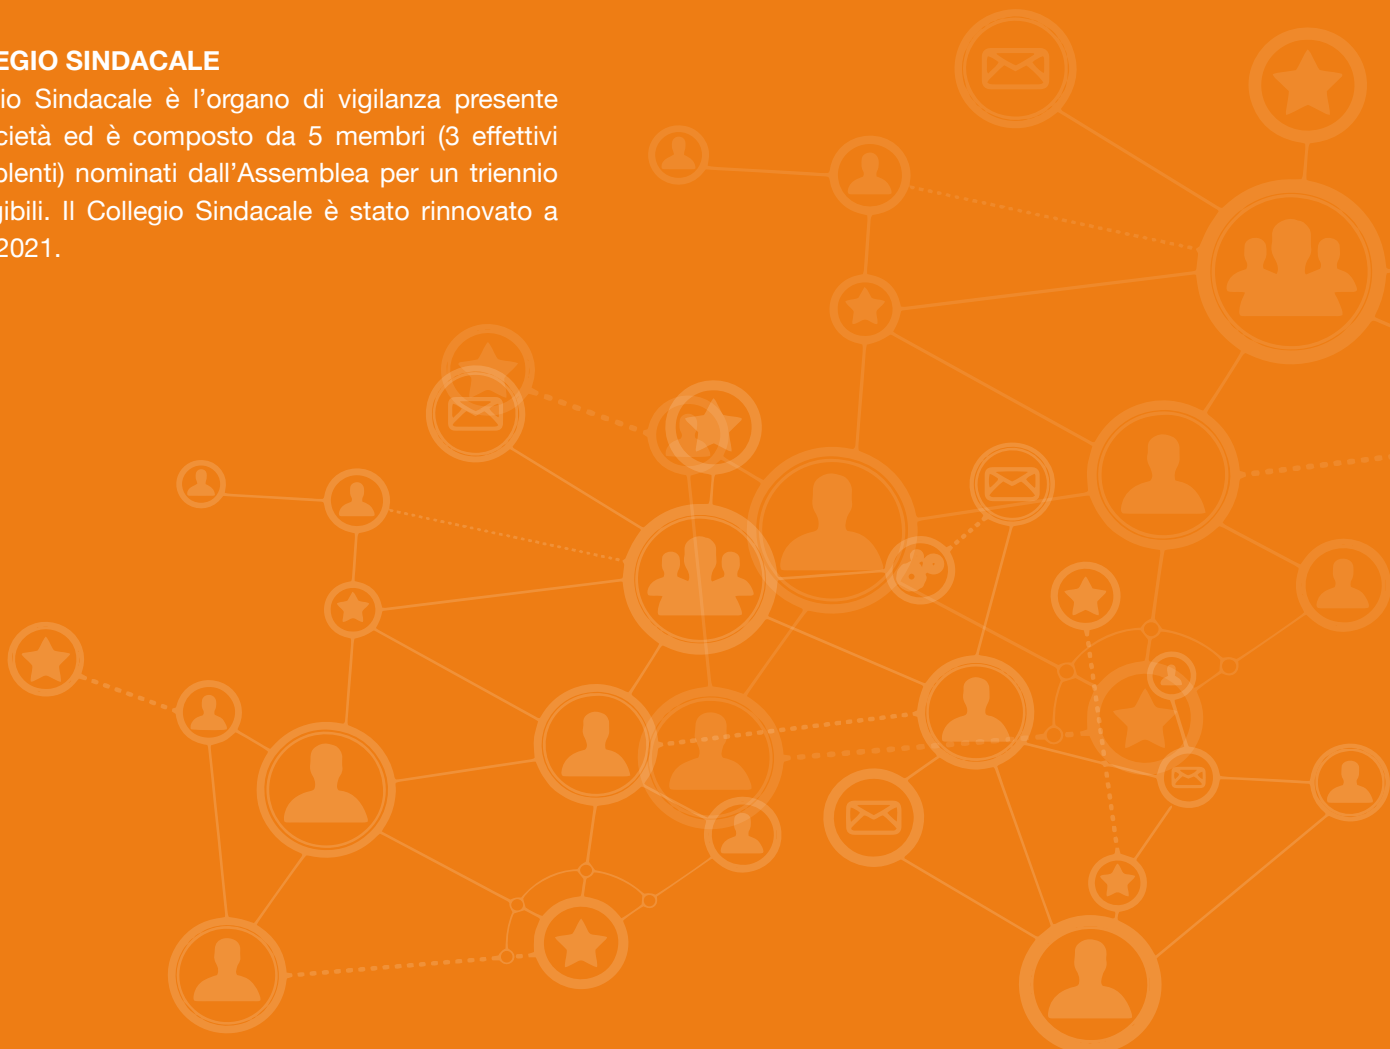 EGIO SINDACALE
io Sindacale è l’organo di vigilanza presente
cietà ed è composto da 5 membri (3 effettivi
plenti) nominati dall’Assemblea per un triennio
gibili. Il Collegio Sindacale è stato rinnovato a
2021.